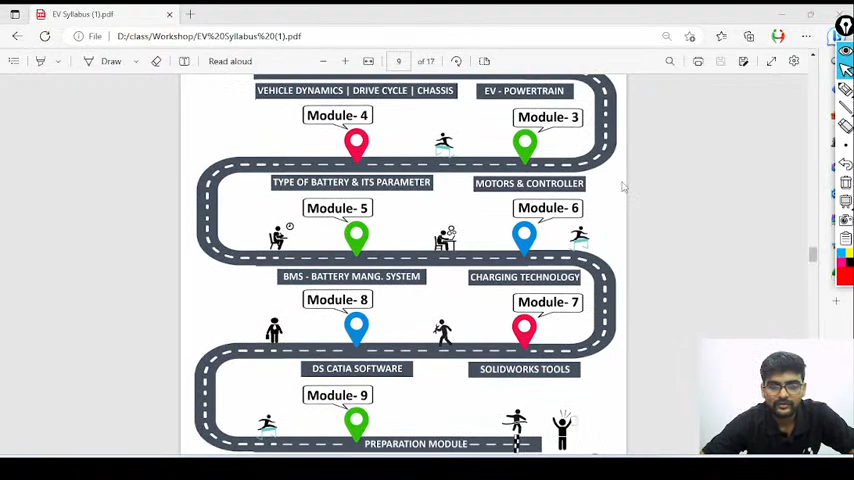 EV Syllabus (1).pdf
File
D:/class/Workshop/EV%20Syllabus%20(1).pdf
Draw
Read aloud
9
of 17
VEHICLE DYNAMICS | DRIVE CYCLE | CHASSIS
EV - POWERTRAIN
Module- 4
Module- 3
TYPE OF BATTERY & ITS PARAMETER
MOTORS & CONTROLLER
Module- 5
Module- 6
BMS - BATTERY MANG. SYSTEM
CHARGING TECHNOLOGY
Module- 8
Module- 7
DS CATIA SOFTWARE
SOLIDWORKS TOOLS
Module- 9
PREPARATION MODULE